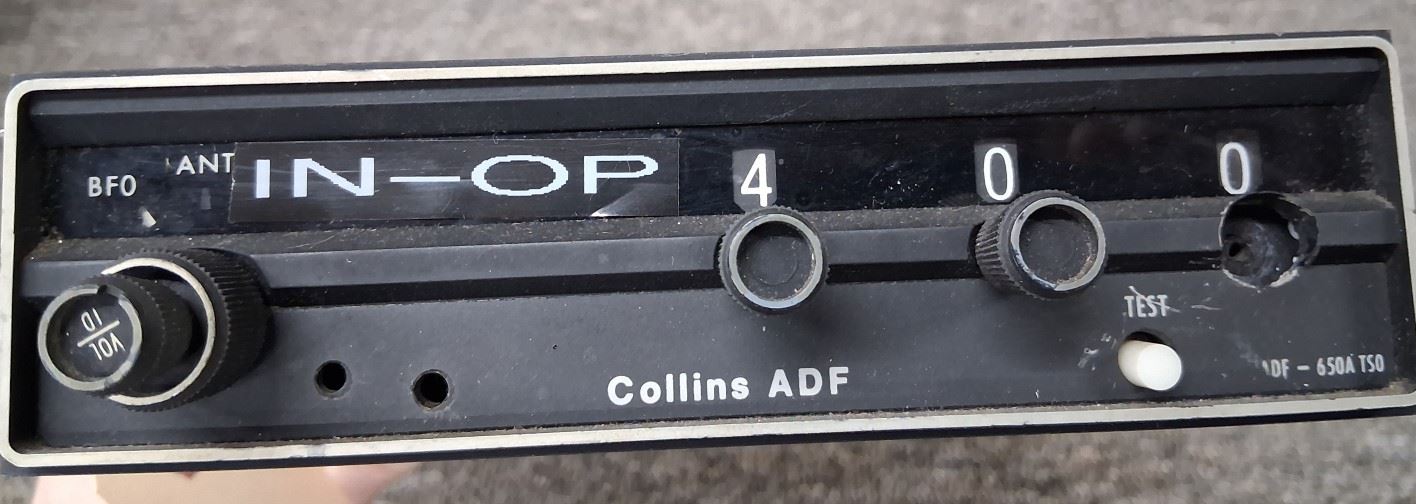 BFO ANT IN-OP 4 0 0
VOL
ID
TEST
Collins ADF
ADF - 650A TSO